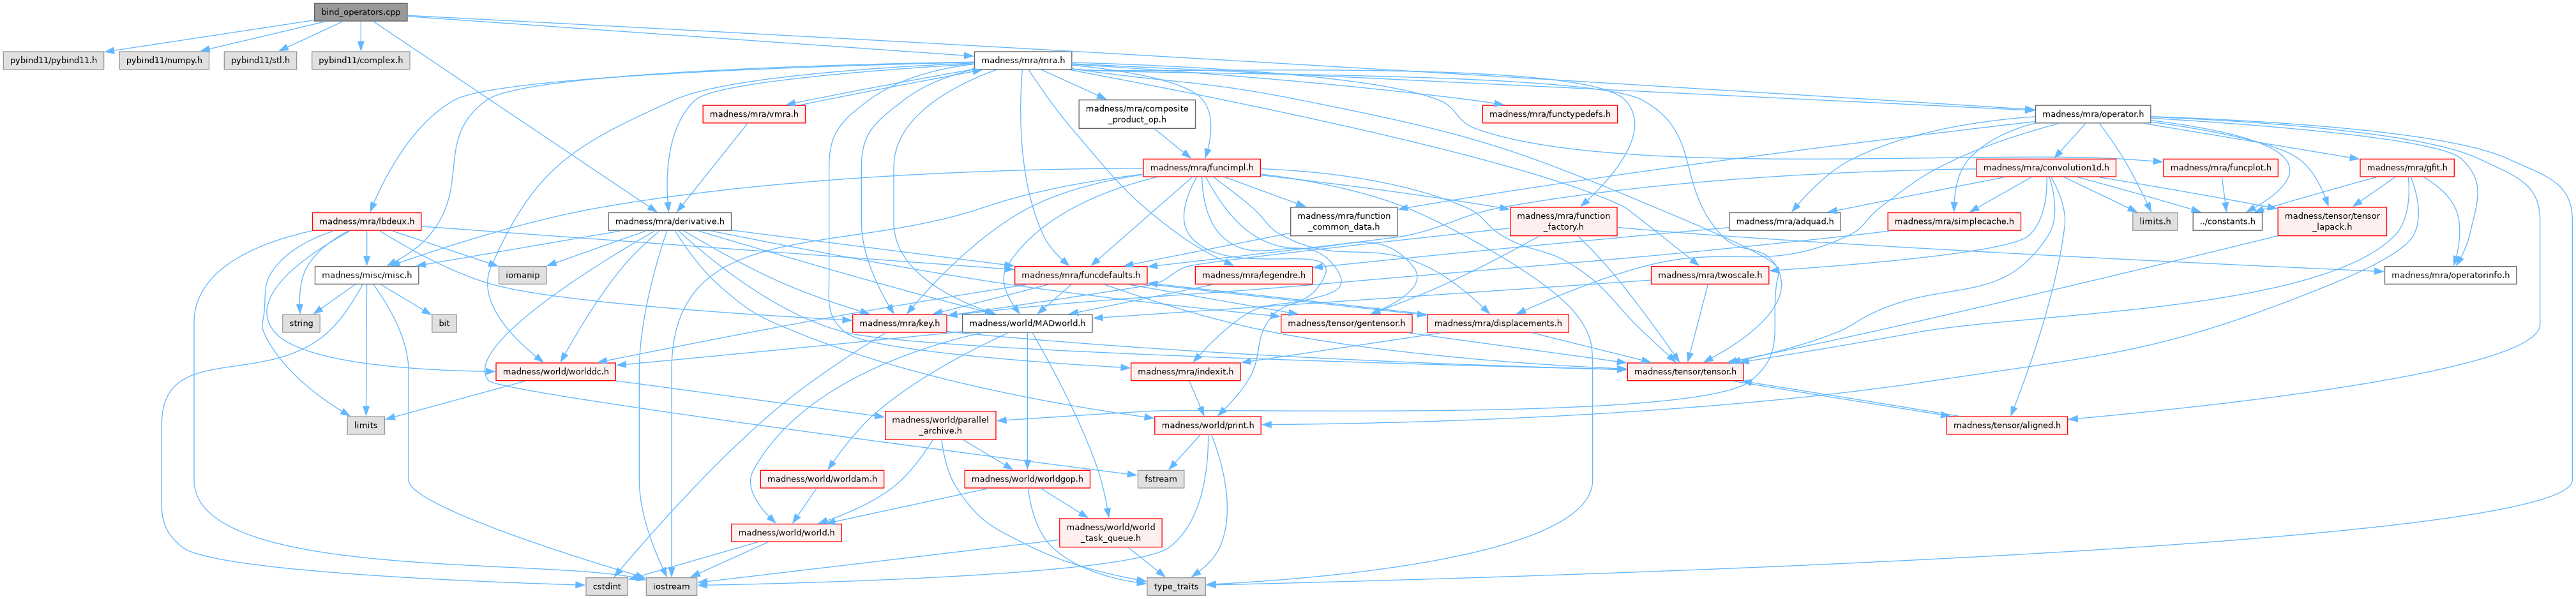 bind_operators.cpp
pybind11/pybind11.h
pybind11/numpy.h
pybind11/stl.h
pybind11/complex.h
madness/mra/mra.h
madness/mra/vmra.h
madness/mra/composite
_product_op.h
madness/mra/functypedefs.h
madness/mra/operator.h
madness/mra/funcimpl.h
madness/mra/convolution1d.h
madness/mra/funcplot.h
madness/mra/gfit.h
madness/mra/lbdeux.h
madness/mra/derivative.h
madness/mra/function
_common_data.h
madness/mra/function
_factory.h
madness/mra/adquad.h
madness/mra/simplecache.h
limits.h
../constants.h
madness/tensor/tensor
_lapack.h
madness/misc/misc.h
iomanip
madness/mra/funcdefaults.h
madness/mra/legendre.h
madness/mra/twoscale.h
madness/mra/operatorinfo.h
string
bit
madness/mra/key.h
madness/world/MADworld.h
madness/tensor/gentensor.h
madness/mra/displacements.h
madness/world/worlddc.h
madness/mra/indexit.h
madness/tensor/tensor.h
limits
madness/world/parallel
_archive.h
madness/world/print.h
madness/tensor/aligned.h
madness/world/worldam.h
madness/world/worldgop.h
fstream
madness/world/world.h
madness/world/world
_task_queue.h
cstdint
iostream
type_traits